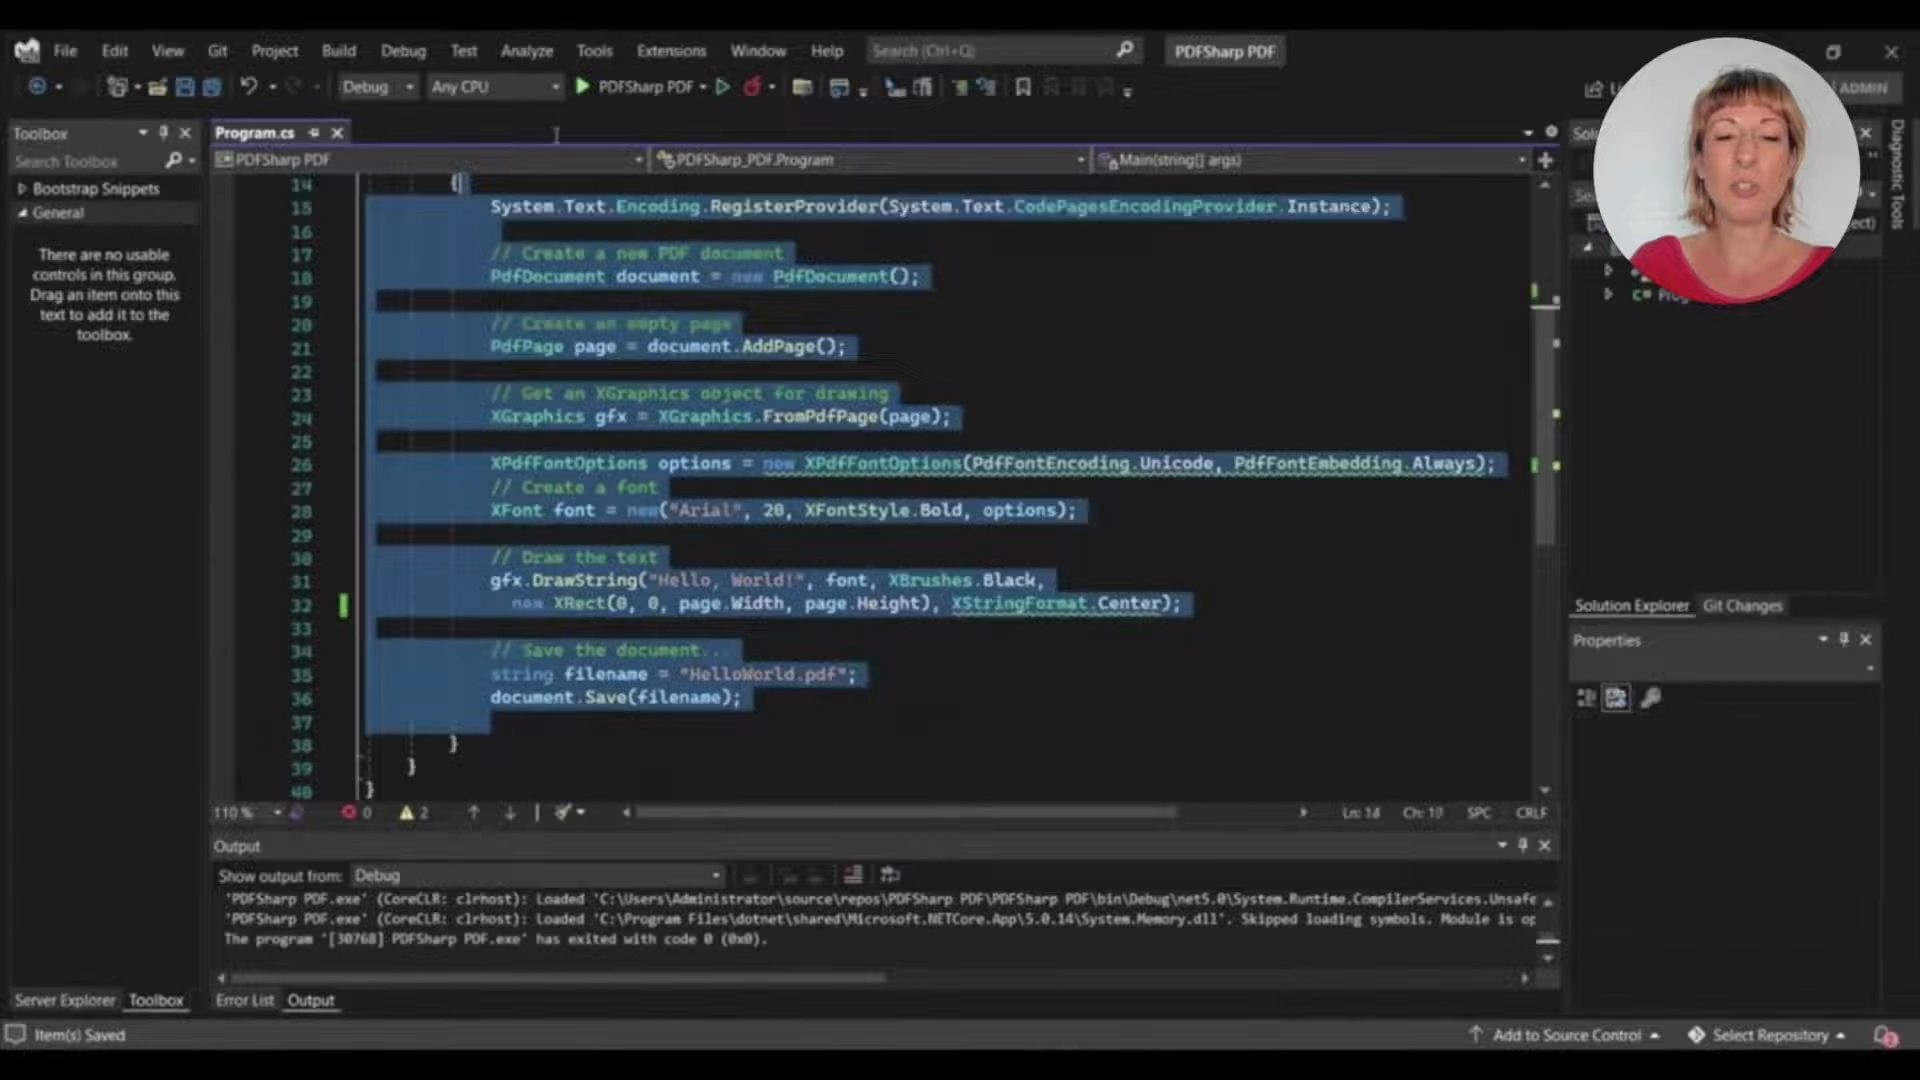 File Edit View Git Project Build Debug Test Analyze Tools Extensions Window Help Search (Ctrl+Q) PDFSharp PDF
Debug Any CPU PDFSharp PDF ADMIN
Toolbox
Search Toolbox
Bootstrap Snippets
General
There are no usable
controls in this group.
Drag an item onto this
text to add it to the
toolbox.
Program.cs
PDFSharp PDF PDFSharp_PDF.Program Main(string[] args)
14 {
15 System.Text.Encoding.RegisterProvider(System.Text.CodePagesEncodingProvider.Instance);
16
17 // Create a new PDF document
18 PdfDocument document = new PdfDocument();
19
20 // Create an empty page
21 PdfPage page = document.AddPage();
22
23 // Get an XGraphics object for drawing
24 XGraphics gfx = XGraphics.FromPdfPage(page);
25
26 XPdfFontOptions options = new XPdfFontOptions(PdfFontEncoding.Unicode, PdfFontEmbedding.Always);
27 // Create a font
28 XFont font = new("Arial", 20, XFontStyle.Bold, options);
29
30 // Draw the text
31 gfx.DrawString("Hello, World!", font, XBrushes.Black,
32 new XRect(0, 0, page.Width, page.Height), XStringFormat.Center);
33
34 // Save the document...
35 string filename = "HelloWorld.pdf";
36 document.Save(filename);
37
38 }
39 }
40 }
110 % 0 2 Ln: 14 Ch: 10 SPC CRLF
Output
Show output from: Debug
'PDFSharp PDF.exe' (CoreCLR: clrhost): Loaded 'C:\Users\Administrator\source\repos\PDFSharp PDF\PDFSharp PDF\bin\Debug\net5.0\System.Runtime.CompilerServices.Unsafe
'PDFSharp PDF.exe' (CoreCLR: clrhost): Loaded 'C:\Program Files\dotnet\shared\Microsoft.NETCore.App\5.0.14\System.Memory.dll'. Skipped loading symbols. Module is op
The program '[30768] PDFSharp PDF.exe' has exited with code 0 (0x0).
Server Explorer Toolbox Error List Output
Diagnostic Tools
Solution Explorer Git Changes
Properties
Item(s) Saved Add to Source Control Select Repository